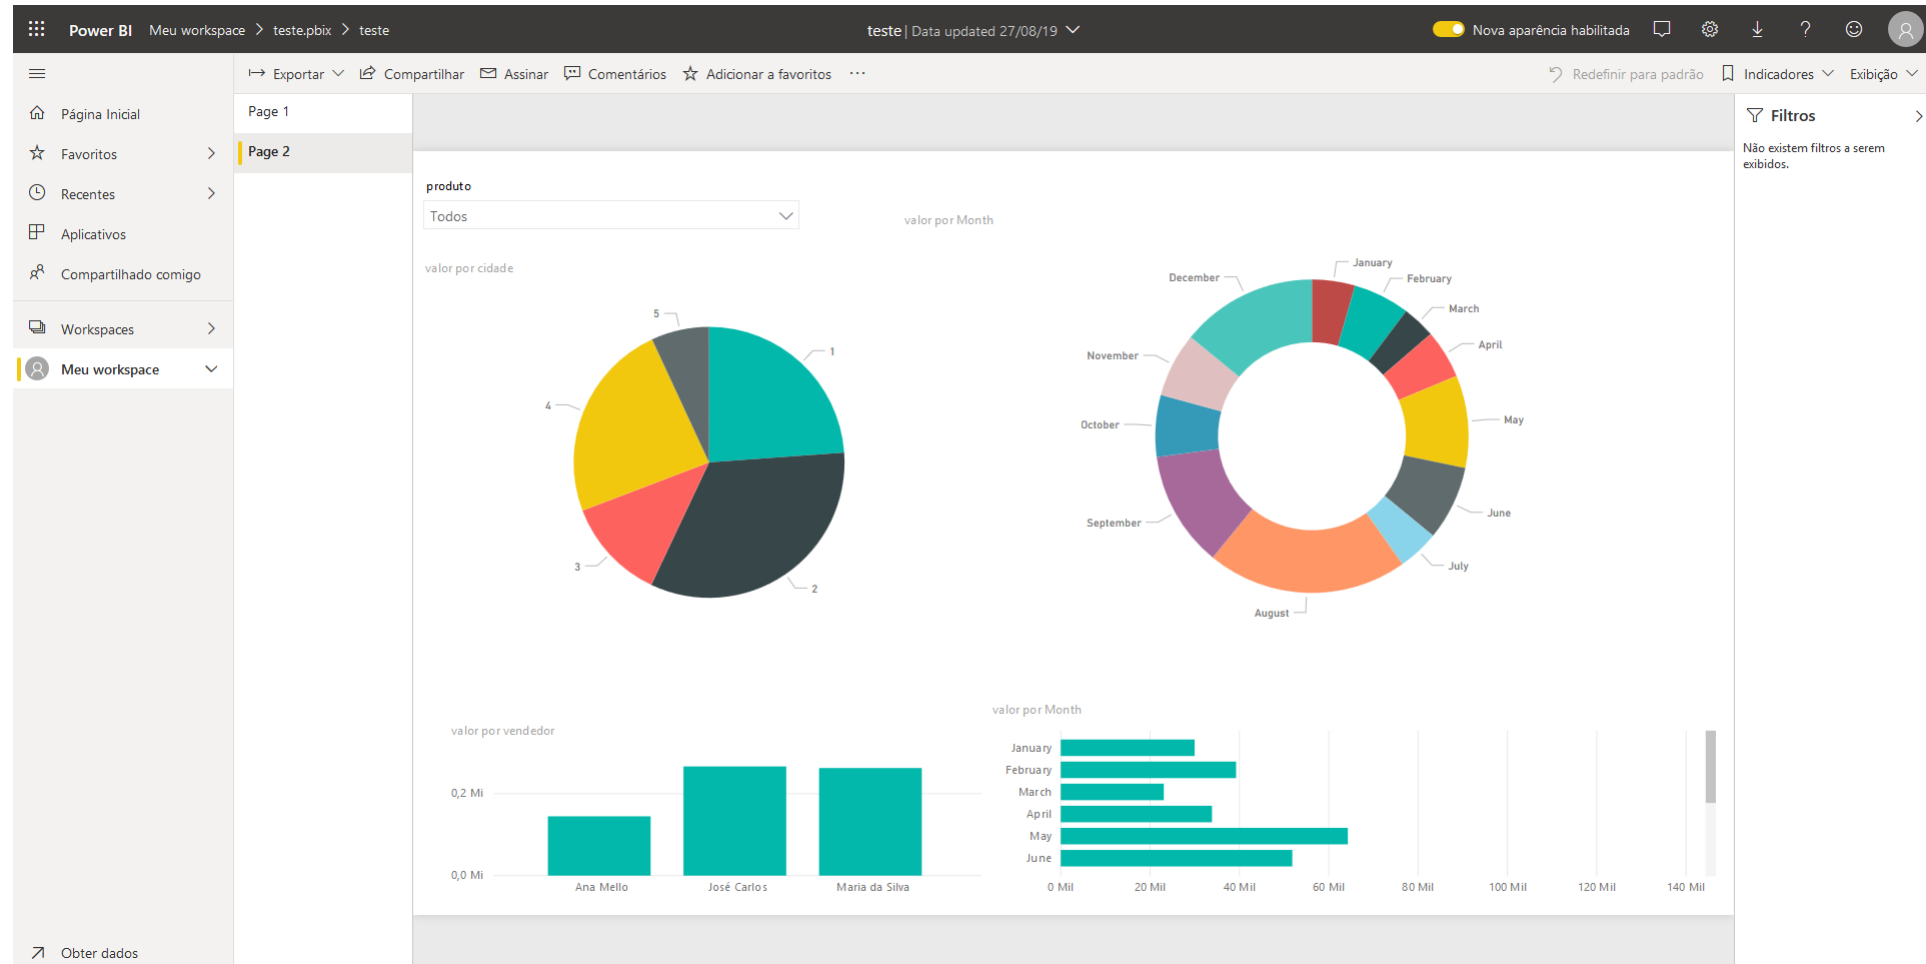 Power BI Meu workspace > teste.pbix > teste
teste | Data updated 27/08/19
Nova aparência habilitada
Exportar
Compartilhar
Assinar
Comentários
Adicionar a favoritos
...
Redefinir para padrão
Indicadores
Exibição
Página Inicial
Favoritos
Recentes
Aplicativos
Compartilhado comigo
Workspaces
Meu workspace
Obter dados
Page 1
Page 2
Filtros
Não existem filtros a serem
exibidos.
produto
Todos
valor por cidade
5
1
4
3
2
valor por Month
January
February
March
April
May
June
July
August
September
October
November
December
valor por vendedor
0,2 Mi
0,0 Mi
Ana Mello
José Carlos
Maria da Silva
valor por Month
January
February
March
April
May
June
0 Mil
20 Mil
40 Mil
60 Mil
80 Mil
100 Mil
120 Mil
140 Mil